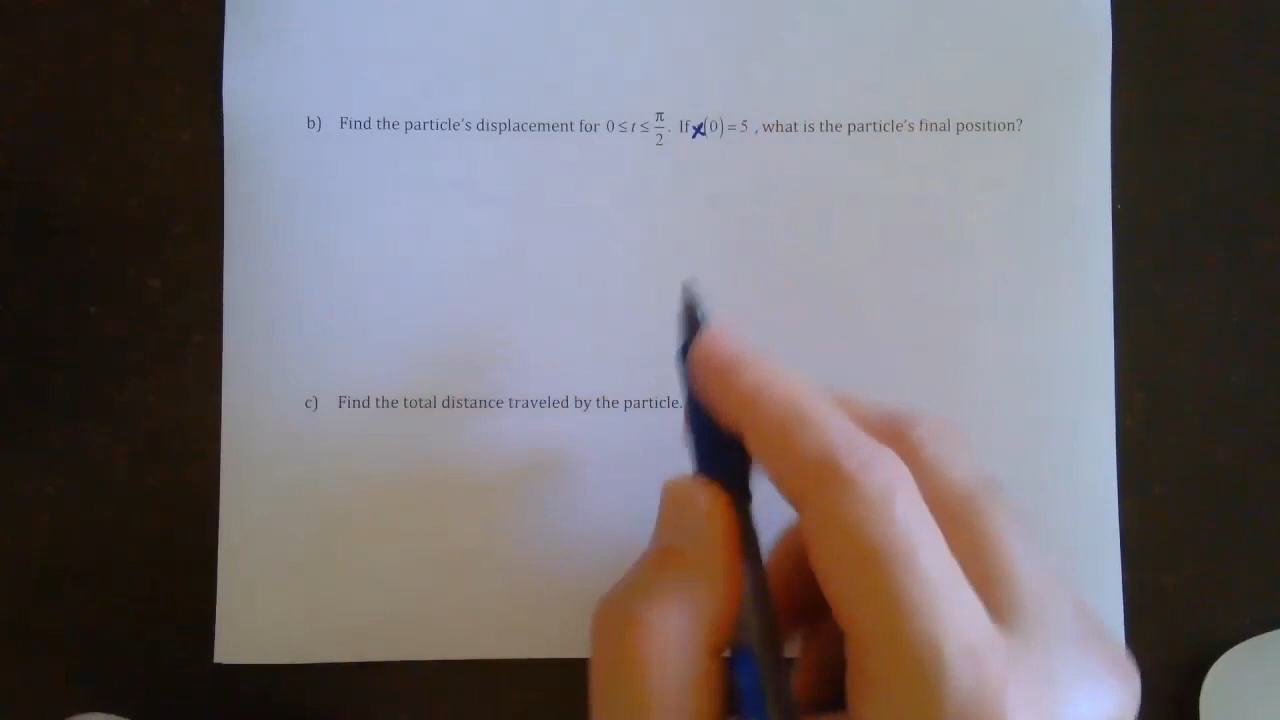 b) Find the particle's displacement for 0 ≤ t ≤ π/2. If x(0) = 5 , what is the particle's final position?
c) Find the total distance traveled by the particle.